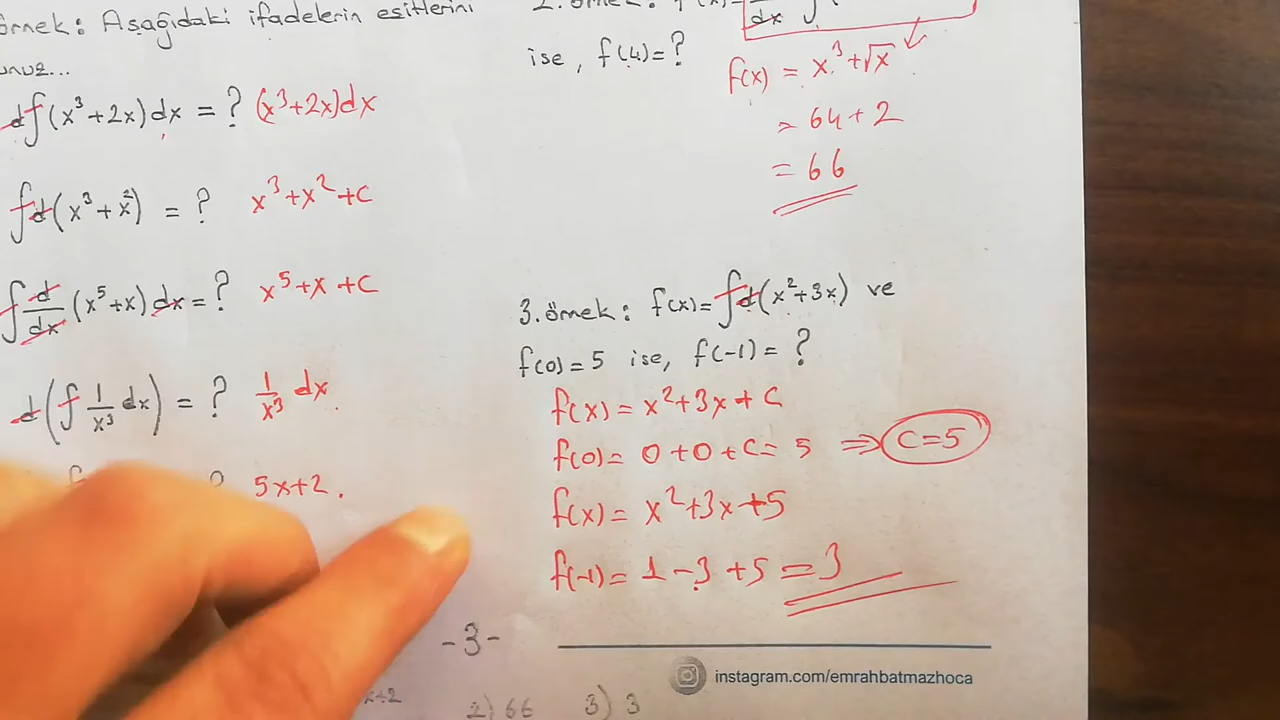 örnek: Aşağıdaki ifadelerin eşitlerini
d∫(x³+2x)dx = ? (x³+2x)dx
∫d(x³+x²) = ? x³+x²+c
∫d/dx(x⁵+x)dx = ? x⁵+x+c
d(∫1/x³ dx) = ? 1/x³ dx.
? 5x+2.
ise, f(4)=?
f(x) = x³+√x
= 64+2
= 66
3. örnek: f(x)=∫d(x²+3x) ve
f(0)=5 ise, f(-1)= ?
f(x)= x²+3x+c
f(0)= 0+0+c= 5 ⇒ c=5
f(x)= x²+3x+5
f(-1)= 1-3+5=3
-3-
instagram.com/emrahbatmazhoca
2) 66 3) 3